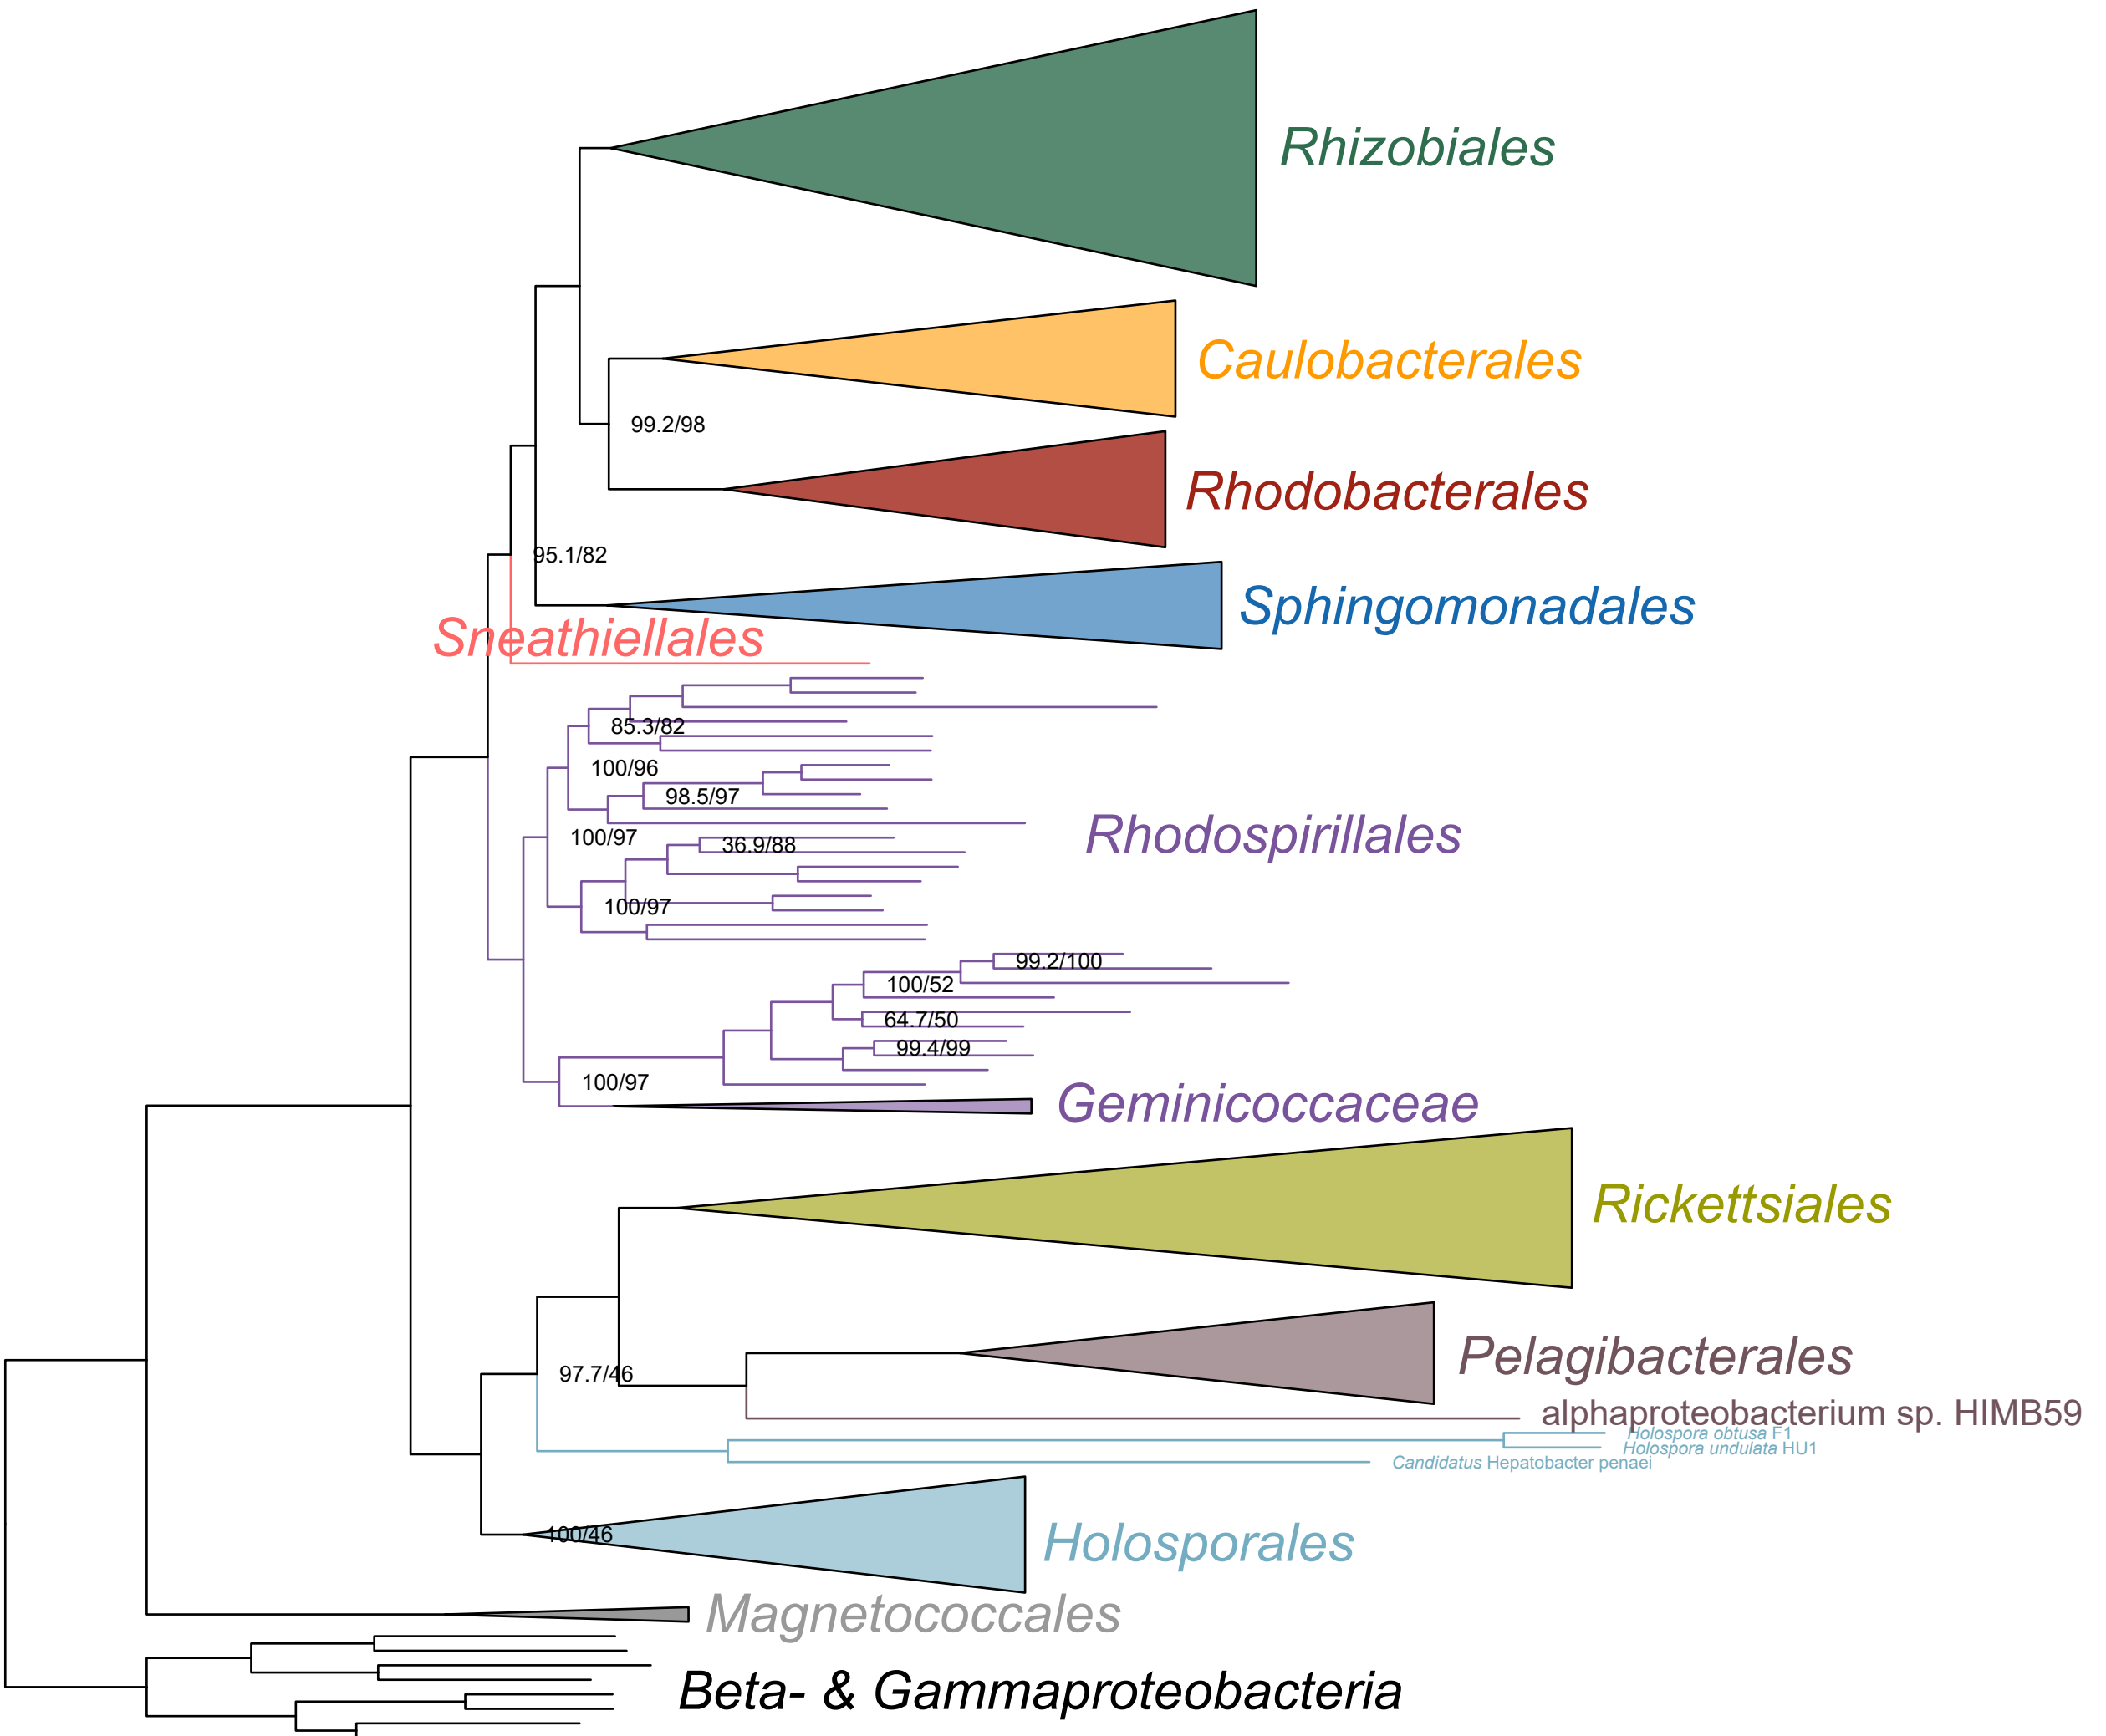 Rhizobiales
Caulobacterales
99.2/98
Rhodobacterales
95.1/82
Sphingomonadales
Sneathiellales
85.3/82
100/96
98.5/97
Rhodospirillales
100/97
36.9/88
100/97
99.2/100
100/52
64.7/50
99.4/99
100/97
Geminicoccaceae
Rickettsiales
Pelagibacterales
97.7/46
alphaproteobacterium sp. HIMB59
Holospora obtusa F1
Holospora undulata HU1
Candidatus Hepatobacter penaei
100/46
Holosporales
Magnetococcales
Beta- & Gammaproteobacteria